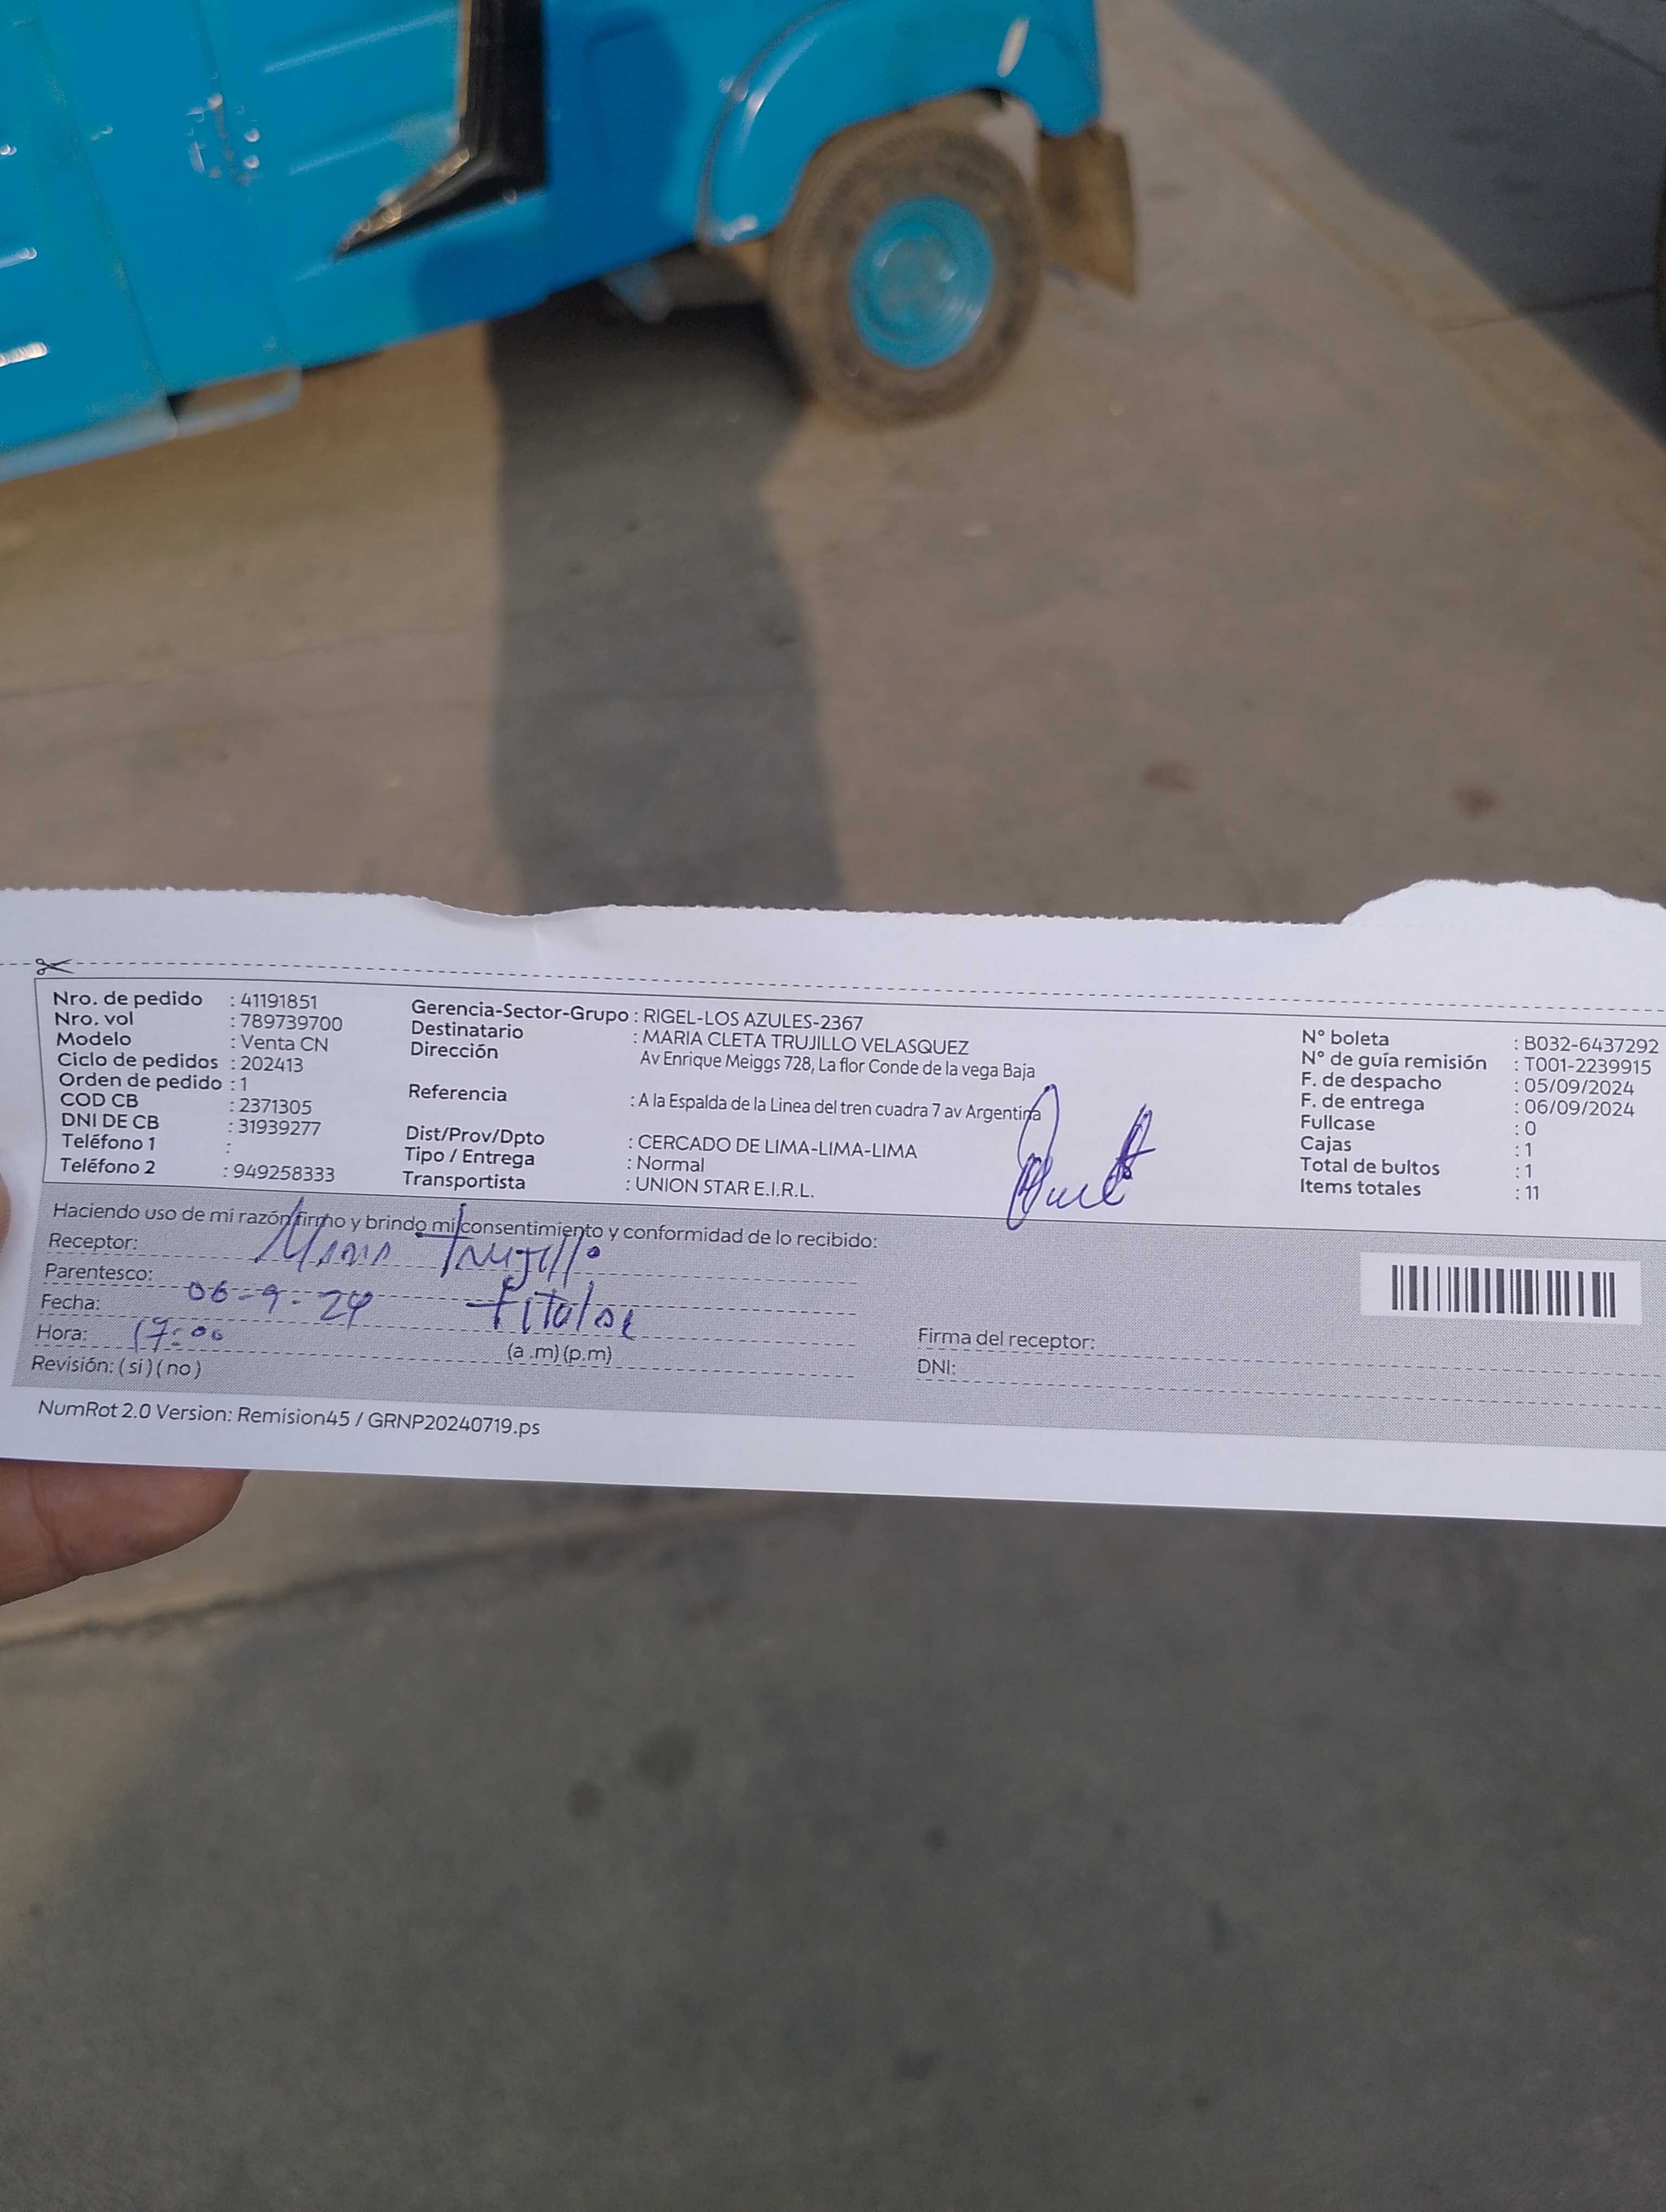 Nro. de pedido : 41191851
Nro. vol : 789739700
Modelo : Venta CN
Ciclo de pedidos : 202413
Orden de pedido : 1
COD CB : 2371305
DNI DE CB : 31939277
Teléfono 1 :
Teléfono 2 : 949258333
Gerencia-Sector-Grupo : RIGEL-LOS AZULES-2367
Destinatario : MARIA CLETA TRUJILLO VELASQUEZ
Dirección Av Enrique Meiggs 728, La flor Conde de la vega Baja
Referencia : A la Espalda de la Linea del tren cuadra 7 av Argentina
Dist/Prov/Dpto : CERCADO DE LIMA-LIMA-LIMA
Tipo / Entrega : Normal
Transportista : UNION STAR E.I.R.L.
N° boleta : B032-6437292
N° de guía remisión : T001-2239915
F. de despacho : 05/09/2024
F. de entrega : 06/09/2024
Fullcase : 0
Cajas : 1
Total de bultos : 1
Items totales : 11
Haciendo uso de mi razón firmo y brindo mi consentimiento y conformidad de lo recibido:
Receptor: Maria Trujillo
Parentesco: titular
Fecha: 06-9-24
Hora: 17:00 (a.m)(p.m)
Revisión: (si)(no)
Firma del receptor:
DNI:
NumRot 2.0 Version: Remision45 / GRNP20240719.ps